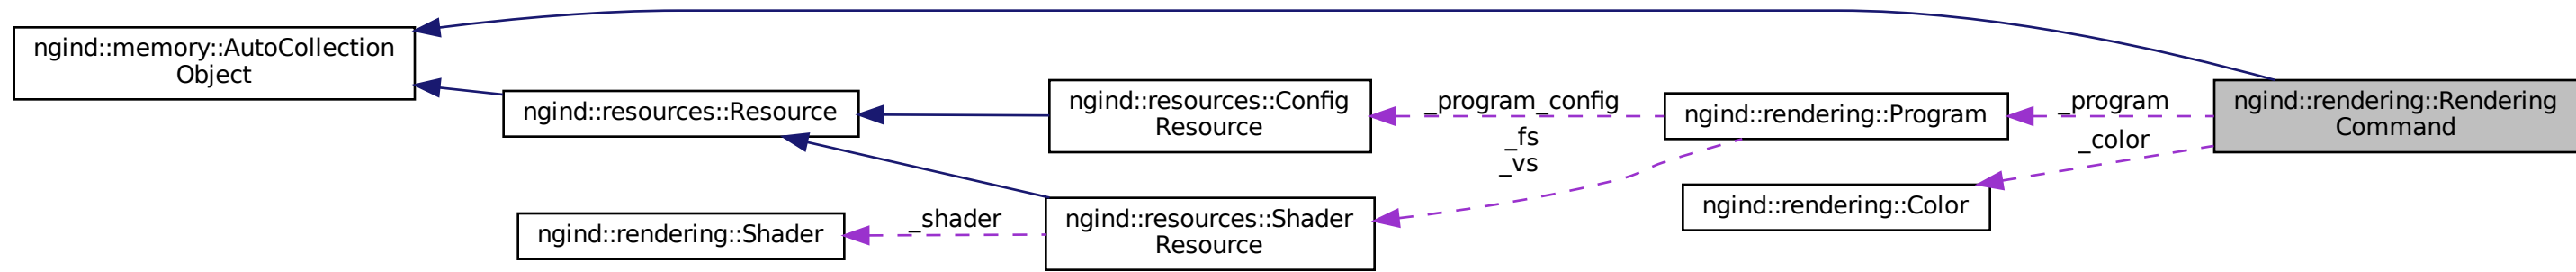 ngind::memory::AutoCollection
Object
ngind::resources::Resource
ngind::resources::Config
Resource
_program_config
_fs
_vs
ngind::rendering::Program
_program
_color
ngind::rendering::Rendering
Command
ngind::rendering::Color
ngind::rendering::Shader
_shader
ngind::resources::Shader
Resource